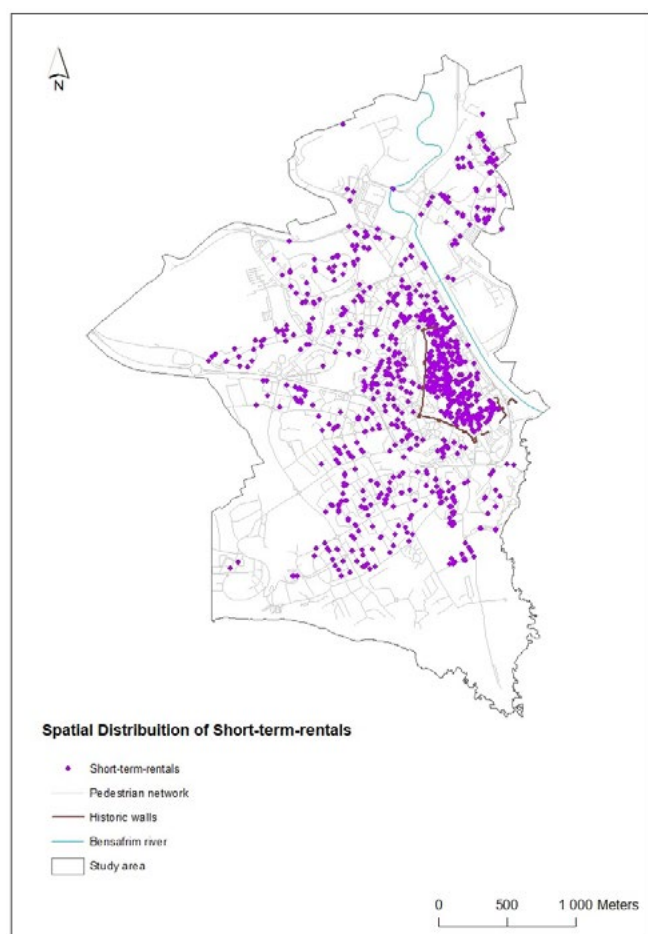 N
Spatial Distribuition of Short-term-rentals
Short-term-rentals
Pedestrian network
Historic walls
Bensafrim river
Study area
0 500 1 000 Meters